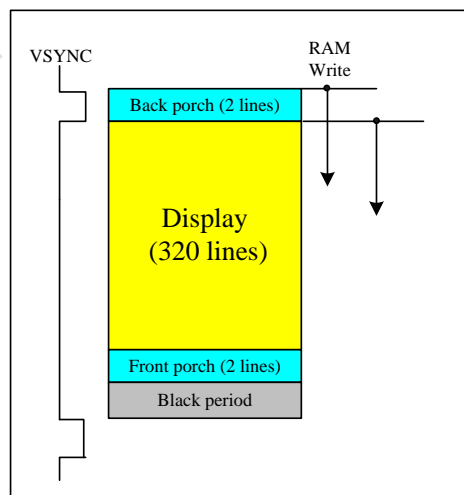 VSYNC
RAM
Write
Back porch (2 lines)
Display
(320 lines)
Front porch (2 lines)
Black period